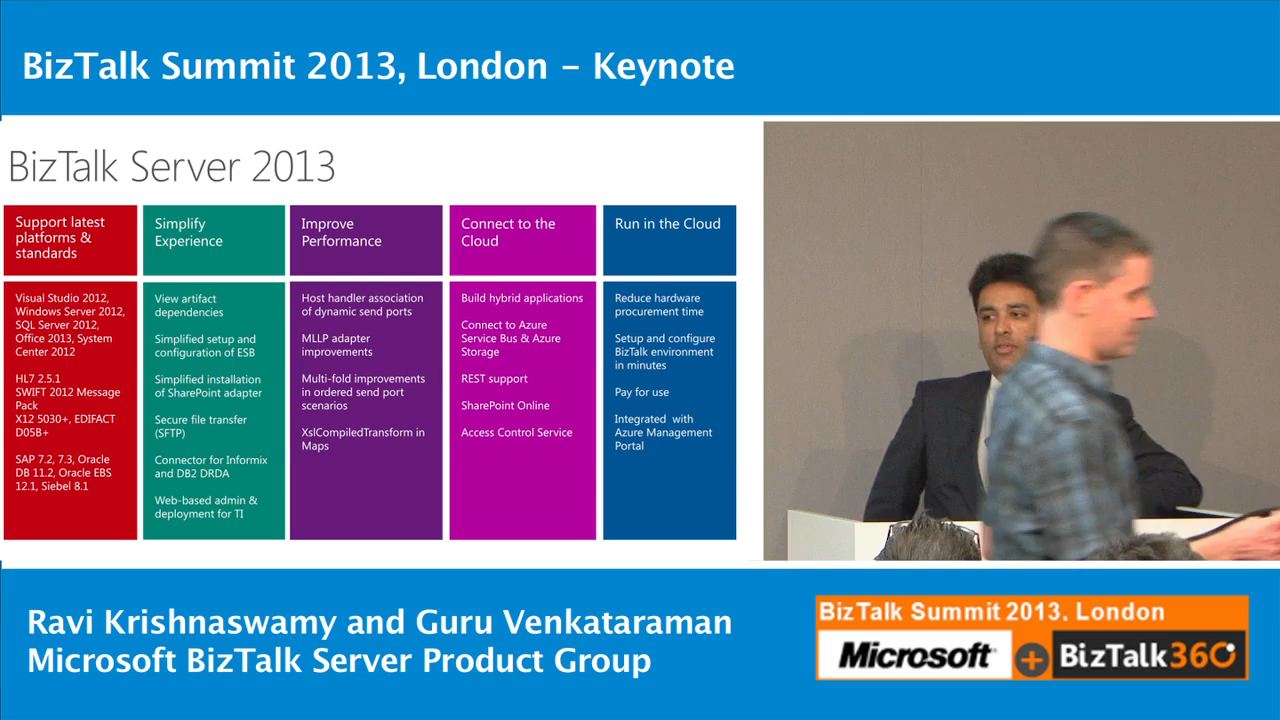 BizTalk Summit 2013, London - Keynote
BizTalk Server 2013
Support latest
platforms &
standards
Visual Studio 2012,
Windows Server 2012,
SQL Server 2012,
Office 2013, System
Center 2012
HL7 2.5.1
SWIFT 2012 Message
Pack
X12 5030+, EDIFACT
D05B+
SAP 7.2, 7.3, Oracle
DB 11.2, Oracle EBS
12.1, Siebel 8.1
Simplify
Experience
View artifact
dependencies
Simplified setup and
configuration of ESB
Simplified installation
of SharePoint adapter
Secure file transfer
(SFTP)
Connector for Informix
and DB2 DRDA
Web-based admin &
deployment for TI
Improve
Performance
Host handler association
of dynamic send ports
MLLP adapter
improvements
Multi-fold improvements
in ordered send port
scenarios
XslCompiledTransform in
Maps
Connect to the
Cloud
Build hybrid applications
Connect to Azure
Service Bus & Azure
Storage
REST support
SharePoint Online
Access Control Service
Run in the Cloud
Reduce hardware
procurement time
Setup and configure
BizTalk environment
in minutes
Pay for use
Integrated with
Azure Management
Portal
Ravi Krishnaswamy and Guru Venkataraman
Microsoft BizTalk Server Product Group
BizTalk Summit 2013, London
Microsoft + BizTalk360